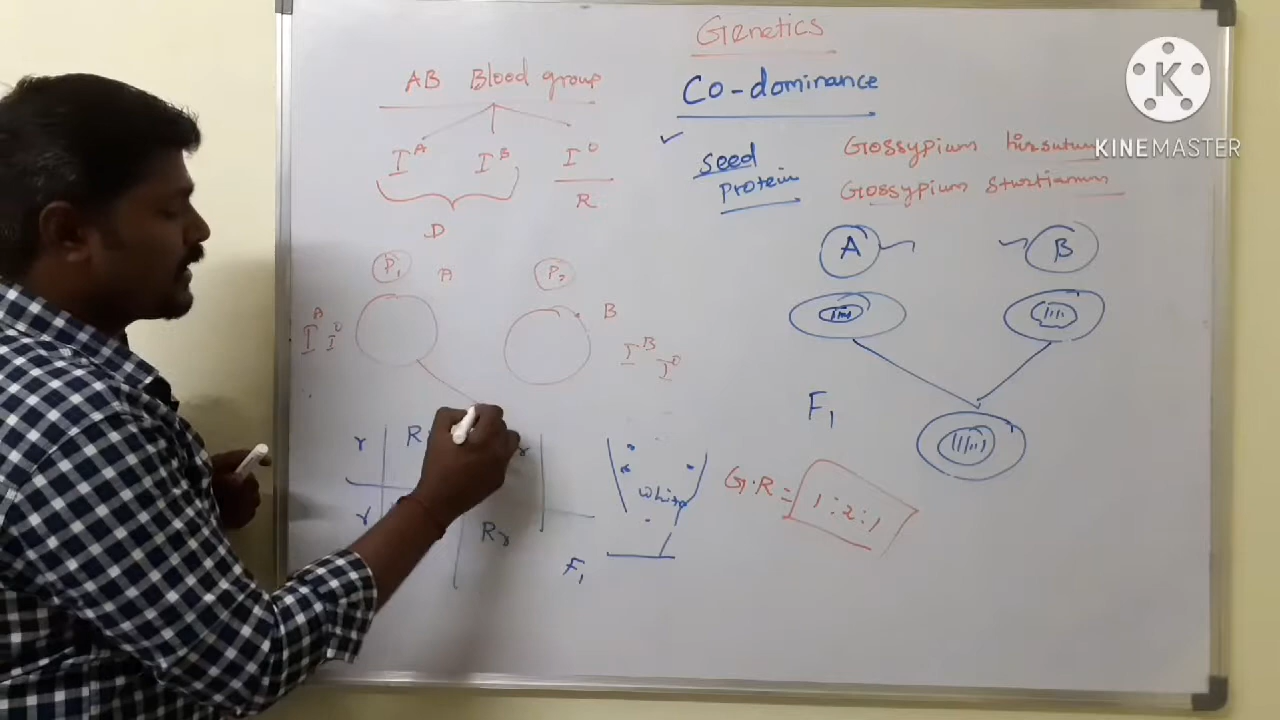 Genetics
AB Blood group
Co-dominance
I^A I^B I^O
R
D
seed
protein
Gossypium hirsutum
Gossypium sturtianum
A B
P1 A P2 B
I^A I^O
I^B I^O
F1
r R
r
Rr
white
F1
G.R = 1:2:1
K
KINEMASTER